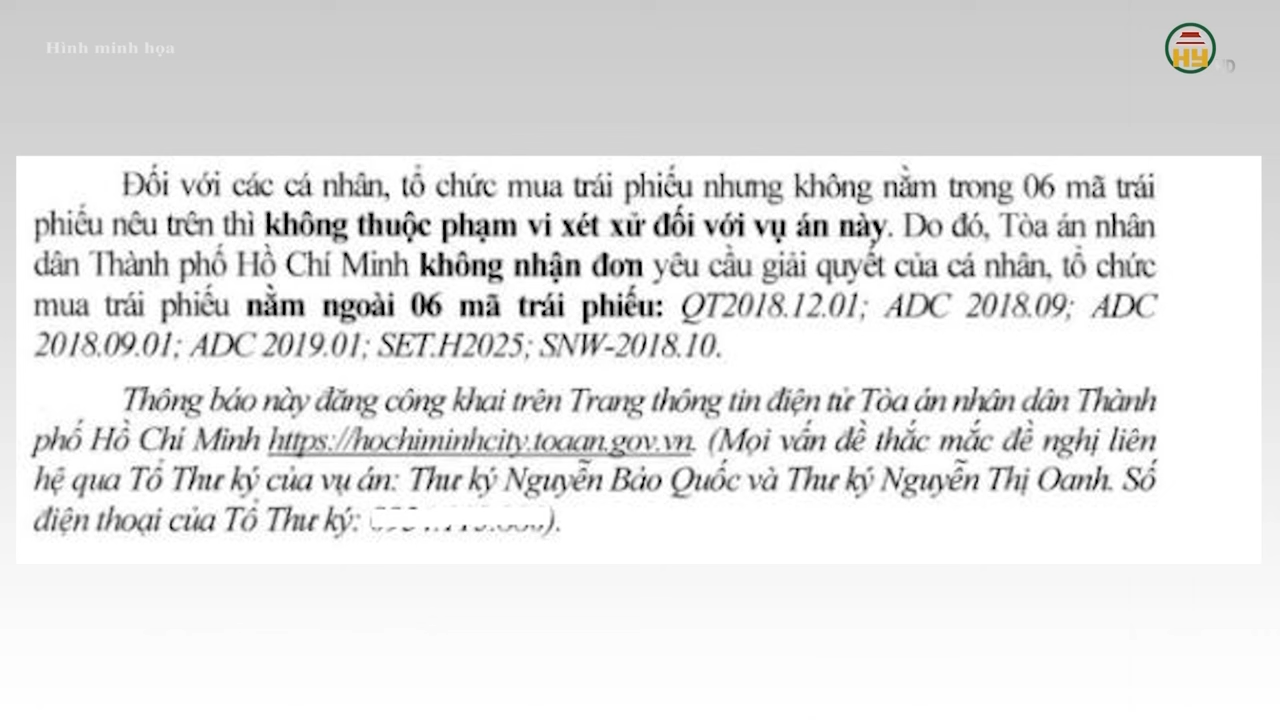 Hình minh họa
HY
Đối với các cá nhân, tổ chức mua trái phiếu nhưng không nằm trong 06 mã trái
phiếu nêu trên thì không thuộc phạm vi xét xử đối với vụ án này. Do đó, Tòa án nhân
dân Thành phố Hồ Chí Minh không nhận đơn yêu cầu giải quyết của cá nhân, tổ chức
mua trái phiếu nằm ngoài 06 mã trái phiếu: QT2018.12.01; ADC 2018.09; ADC
2018.09.01; ADC 2019.01; SET.H2025; SNW-2018.10.
Thông báo này đăng công khai trên Trang thông tin điện tử Tòa án nhân dân Thành
phố Hồ Chí Minh https://hochiminhcity.toaan.gov.vn. (Mọi vấn đề thắc mắc đề nghị liên
hệ qua Tổ Thư ký của vụ án: Thư ký Nguyễn Bảo Quốc và Thư ký Nguyễn Thị Oanh. Số
điện thoại của Tổ Thư ký: ).